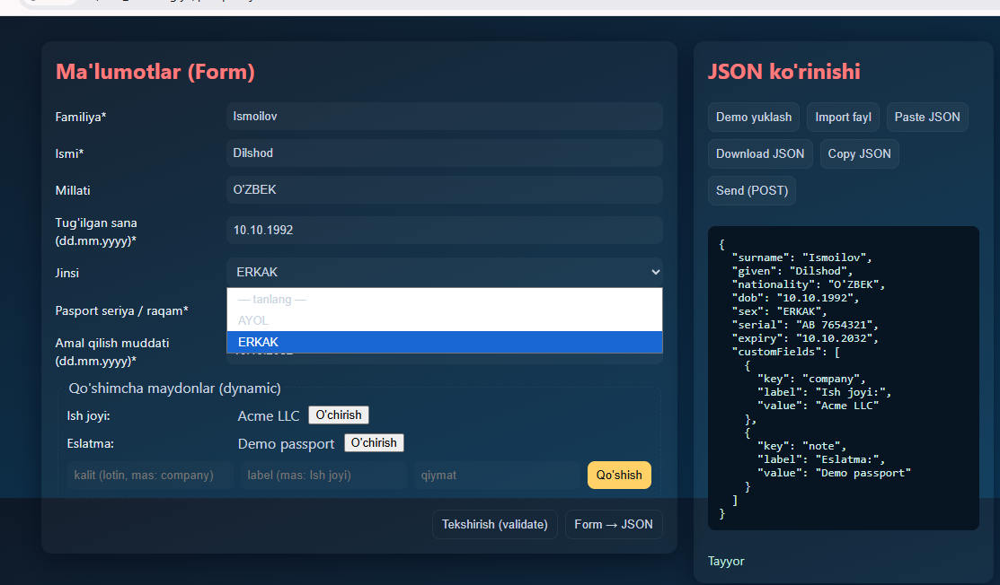 Ma'lumotlar (Form)
Familiya*
Ismoilov
Ismi*
Dilshod
Millati
O'ZBEK
Tug'ilgan sana
(dd.mm.yyyy)*
10.10.1992
Jinsi
ERKAK
— tanlang —
AYOL
ERKAK
Pasport seriya / raqam*
Amal qilish muddati
(dd.mm.yyyy)*
Qo'shimcha maydonlar (dynamic)
Ish joyi:
Acme LLC
O'chirish
Eslatma:
Demo passport
O'chirish
kalit (lotin, mas: company)
label (mas: Ish joyi)
qiymat
Qo'shish
Tekshirish (validate)
Form → JSON
JSON ko'rinishi
Demo yuklash
Import fayl
Paste JSON
Download JSON
Copy JSON
Send (POST)
{
"surname": "Ismoilov",
"given": "Dilshod",
"nationality": "O'ZBEK",
"dob": "10.10.1992",
"sex": "ERKAK",
"serial": "AB 7654321",
"expiry": "10.10.2032",
"customFields": [
{
"key": "company",
"label": "Ish joyi:",
"value": "Acme LLC"
},
{
"key": "note",
"label": "Eslatma:",
"value": "Demo passport"
}
]
}
Tayyor